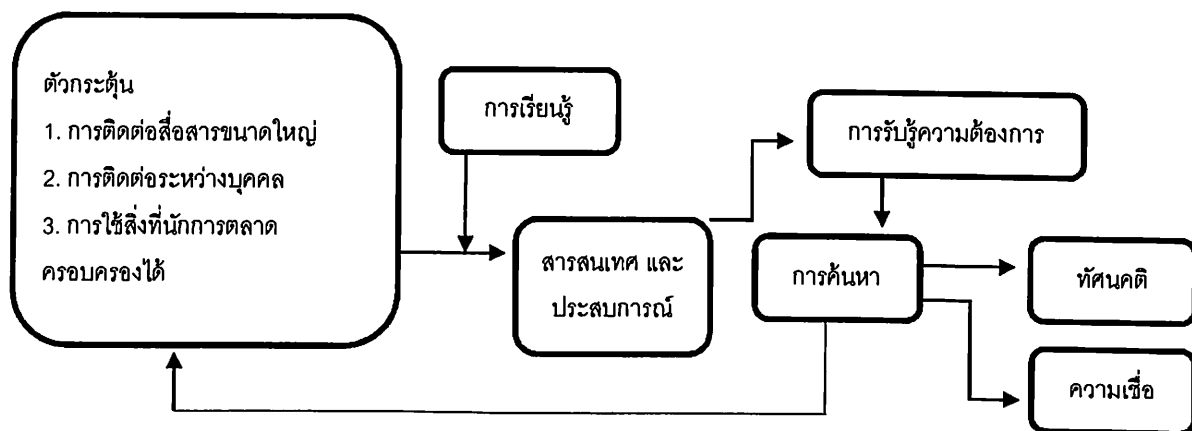 ตัวกระตุ้น
1. การติดต่อสื่อสารขนาดใหญ่
2. การติดต่อระหว่างบุคคล
3. การใช้สิ่งที่นักการตลาด
ครอบครองได้
การเรียนรู้
สารสนเทศ และ
ประสบการณ์
การรับรู้ความต้องการ
การค้นหา
ทัศนคติ
ความเชื่อ